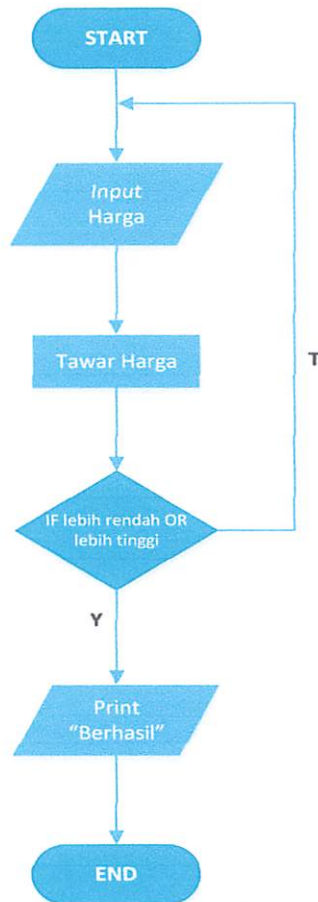 START
Input
Harga
Tawar Harga
T
IF lebih rendah OR
lebih tinggi
Y
Print
“Berhasil”
END